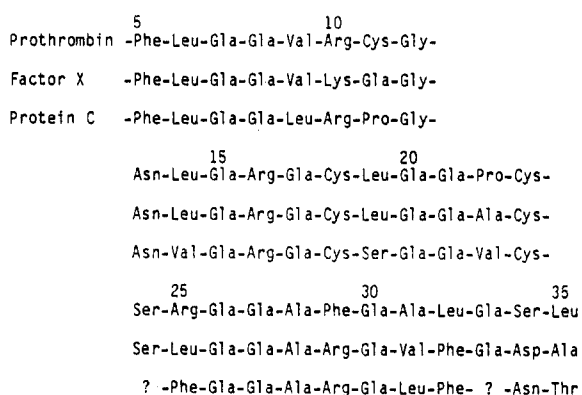 5 10
Prothrombin -Phe-Leu-Gla-Gla-Val-Arg-Cys-Gly-
Factor X -Phe-Leu-Gla-Gla-Val-Lys-Gla-Gly-
Protein C -Phe-Leu-Gla-Gla-Leu-Arg-Pro-Gly-
15 20
Asn-Leu-Gla-Arg-Gla-Cys-Leu-Gla-Gla-Pro-Cys-
Asn-Leu-Gla-Arg-Gla-Cys-Leu-Gla-Gla-Ala-Cys-
Asn-Val-Gla-Arg-Gla-Cys-Ser-Gla-Gla-Val-Cys-
25 30 35
Ser-Arg-Gla-Gla-Ala-Phe-Gla-Ala-Leu-Gla-Ser-Leu
Ser-Leu-Gla-Gla-Ala-Arg-Gla-Val-Phe-Gla-Asp-Ala
? -Phe-Gla-Gla-Ala-Arg-Gla-Leu-Phe- ? -Asn-Thr